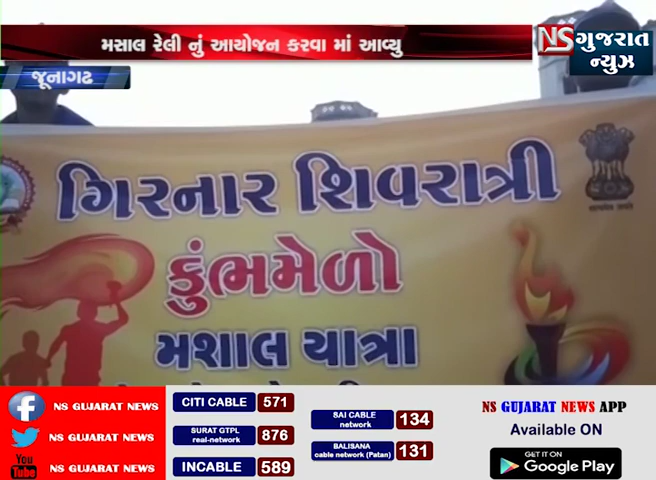 મસાલ રેલી નું આયોજન કરવા માં આવ્યુ
NS ગુજરાત
ન્યુઝ
જૂનાગઢ
ગિરનાર શિવરાત્રી
કુંભમેળો
મશાલ યાત્રા
NS GUJARAT NEWS
NS GUJARAT NEWS
You
Tube
NS GUJARAT NEWS
CITI CABLE 571
SURAT GTPL
real-network
876
INCABLE 589
SAI CABLE
network
134
BALISANA
cable network (Patan)
131
NS GUJARAT NEWS APP
Available ON
GET IT ON
Google Play